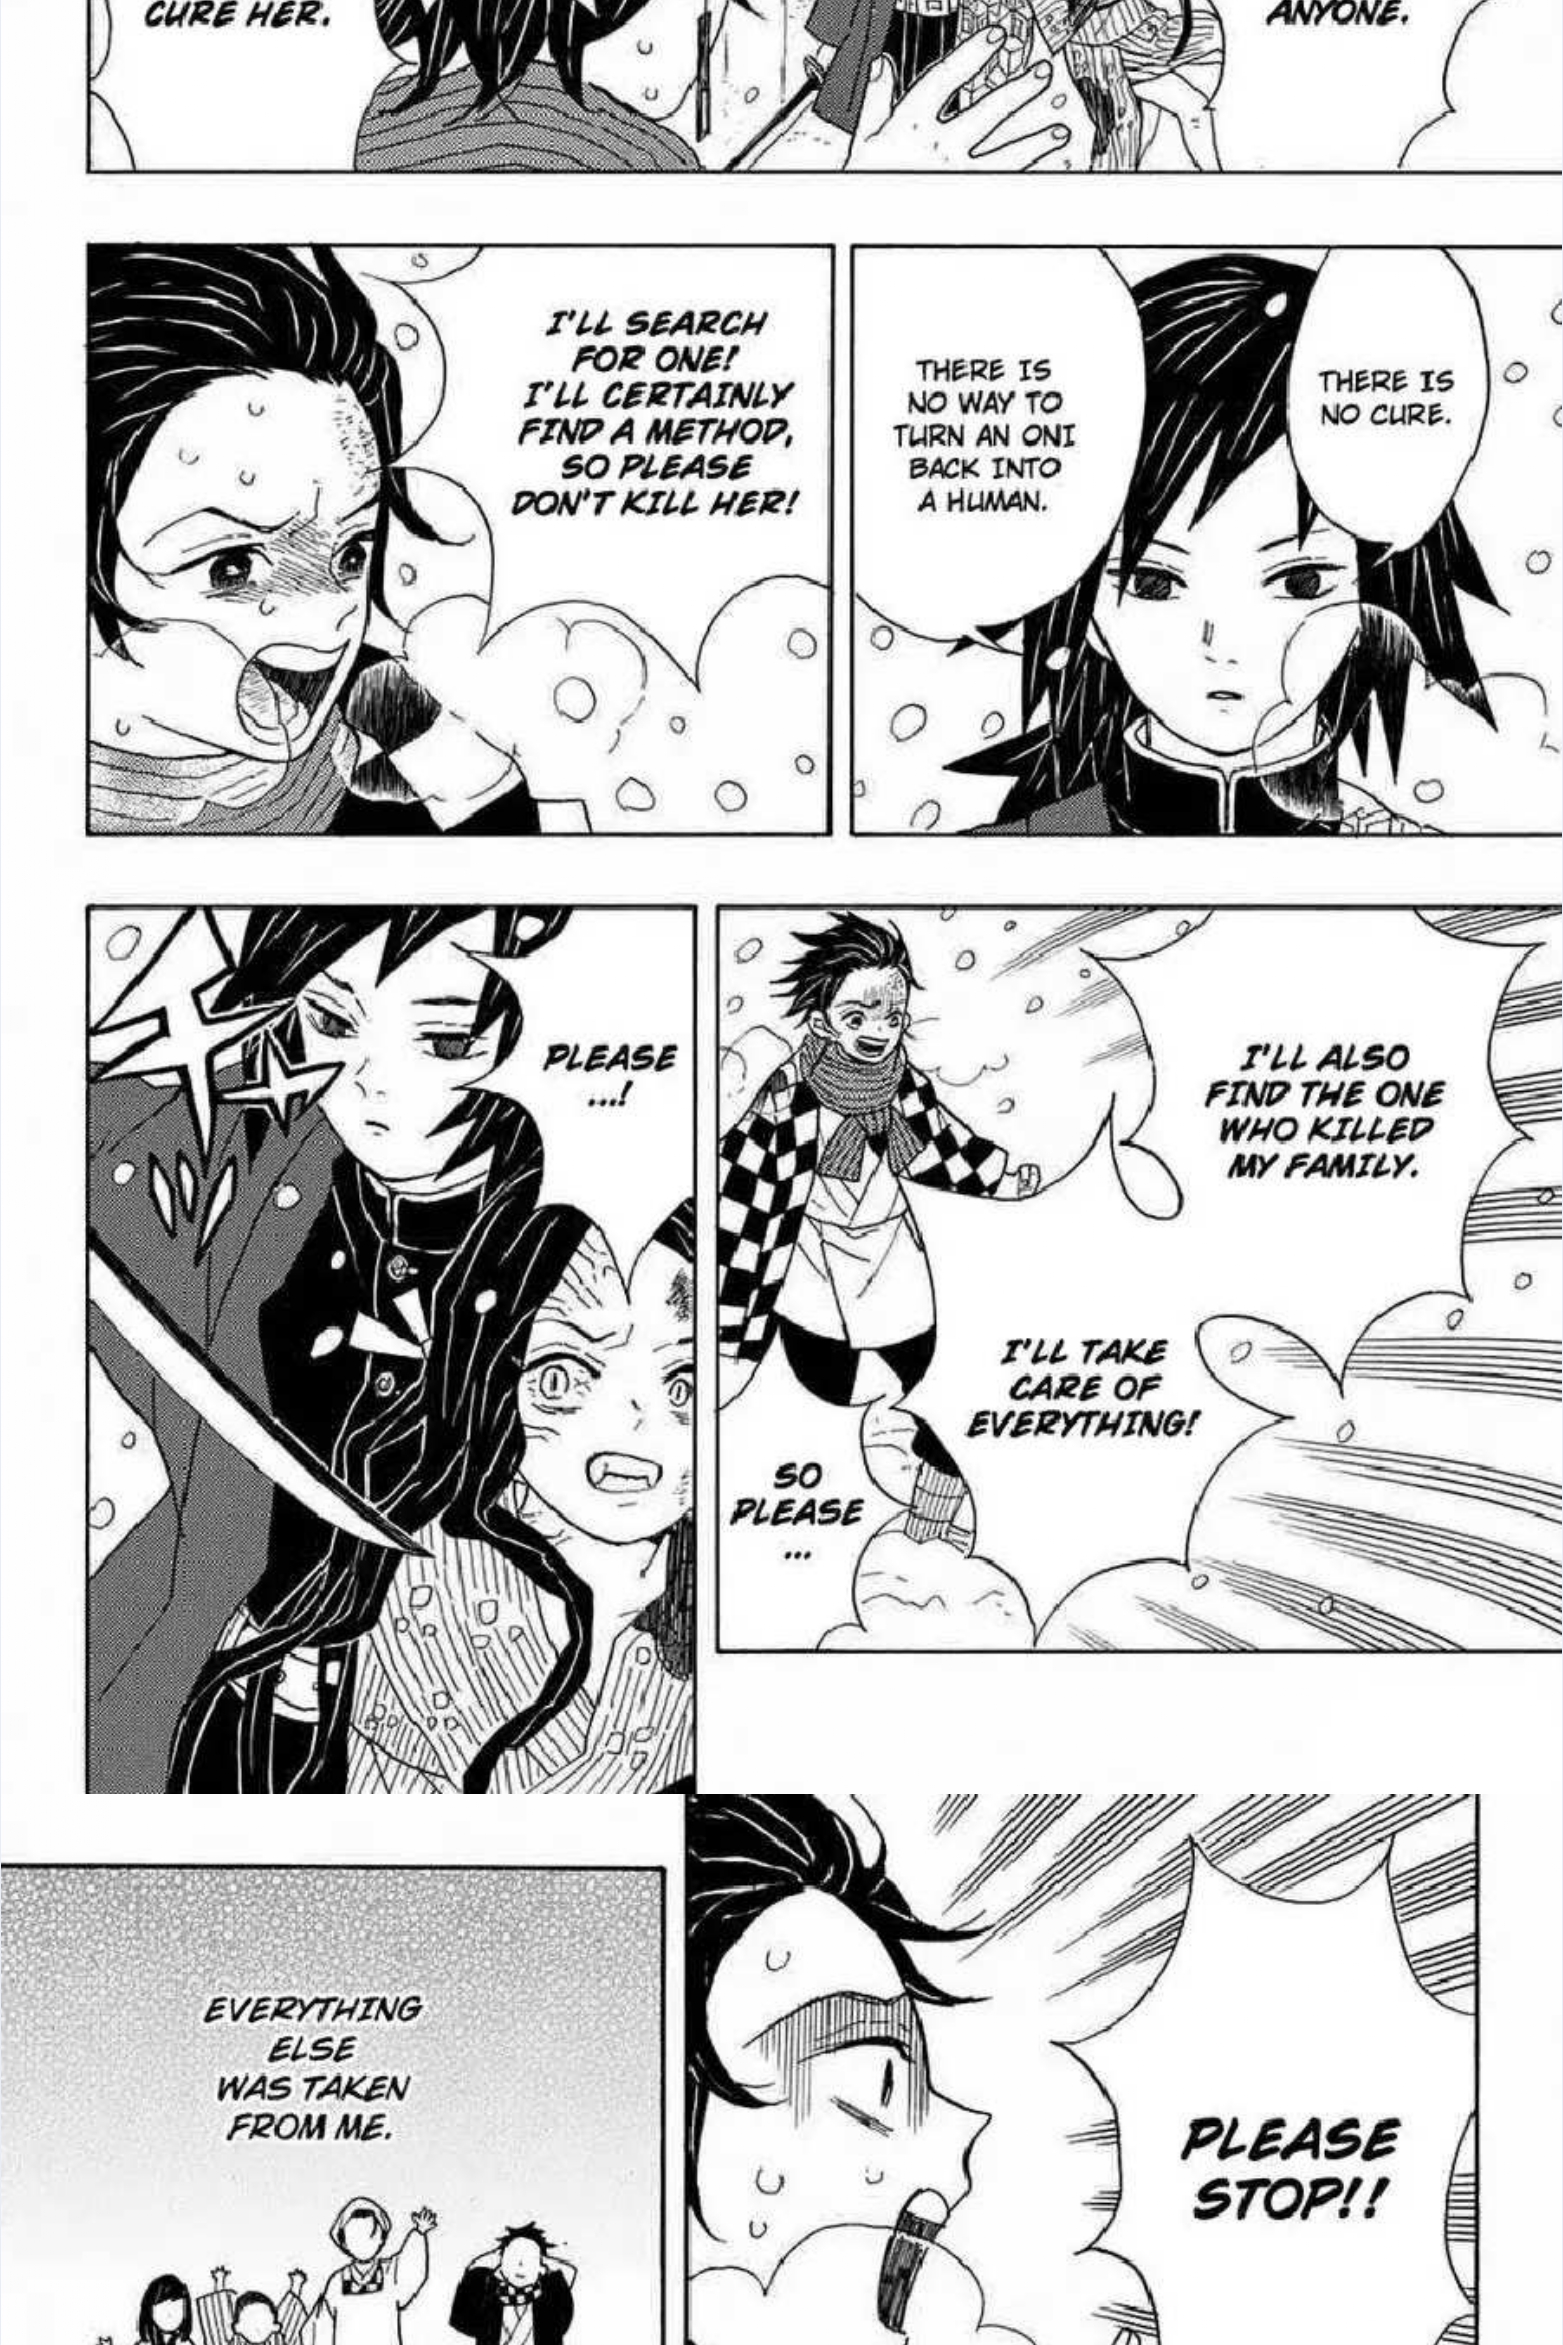 ANYONE.
CURE HER.
THERE IS
NO CURE.
THERE IS
NO WAY TO
TURN AN ONI
BACK INTO
A HUMAN.
I'LL SEARCH
FOR ONE!
I'LL CERTAINLY
FIND A METHOD,
SO PLEASE
DON'T KILL HER!
I'LL ALSO
FIND THE ONE
WHO KILLED
MY FAMILY.
I'LL TAKE
CARE OF
EVERYTHING!
SO
PLEASE
...
PLEASE
...!
PLEASE
STOP!!
EVERYTHING
ELSE
WAS TAKEN
FROM ME.